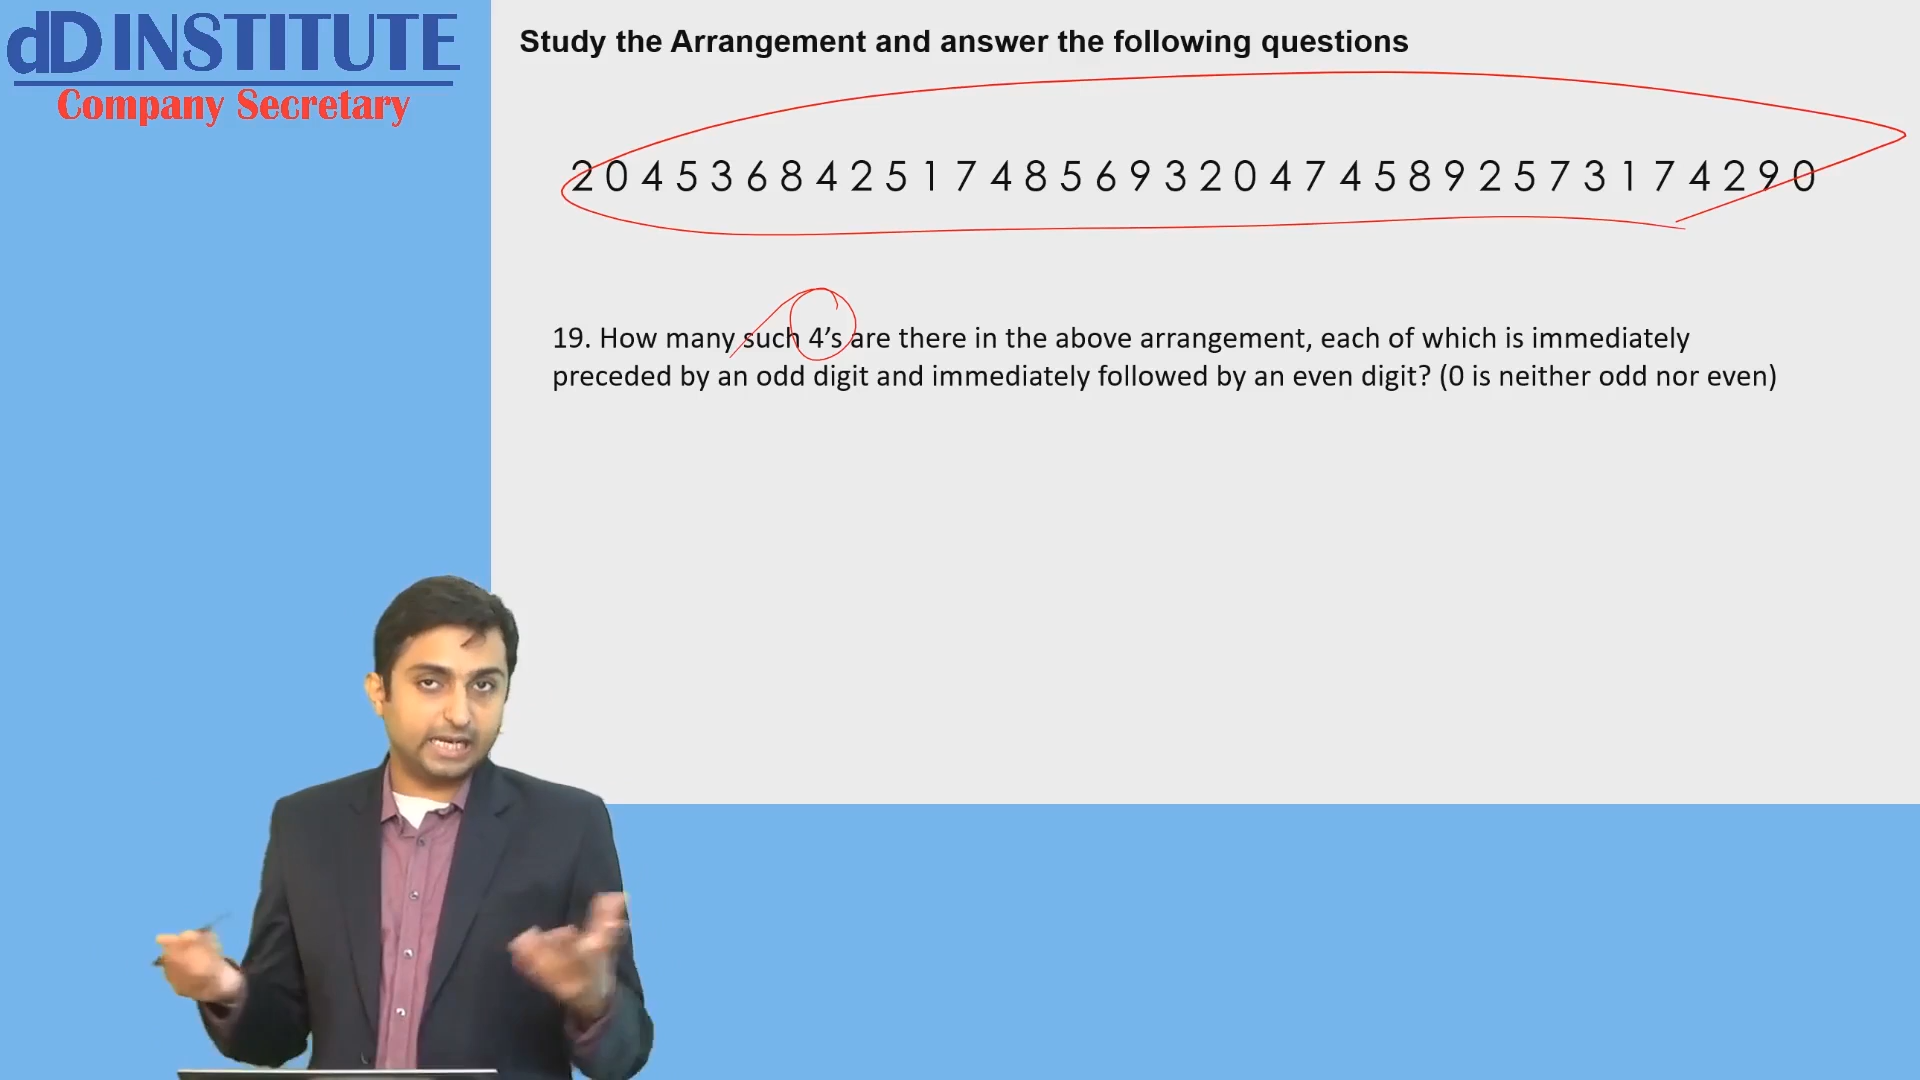 dD INSTITUTE
Company Secretary
Study the Arrangement and answer the following questions
2 0 4 5 3 6 8 4 2 5 1 7 4 8 5 6 9 3 2 0 4 7 4 5 8 9 2 5 7 3 1 7 4 2 9 0
19. How many such 4’s are there in the above arrangement, each of which is immediately
preceded by an odd digit and immediately followed by an even digit? (0 is neither odd nor even)